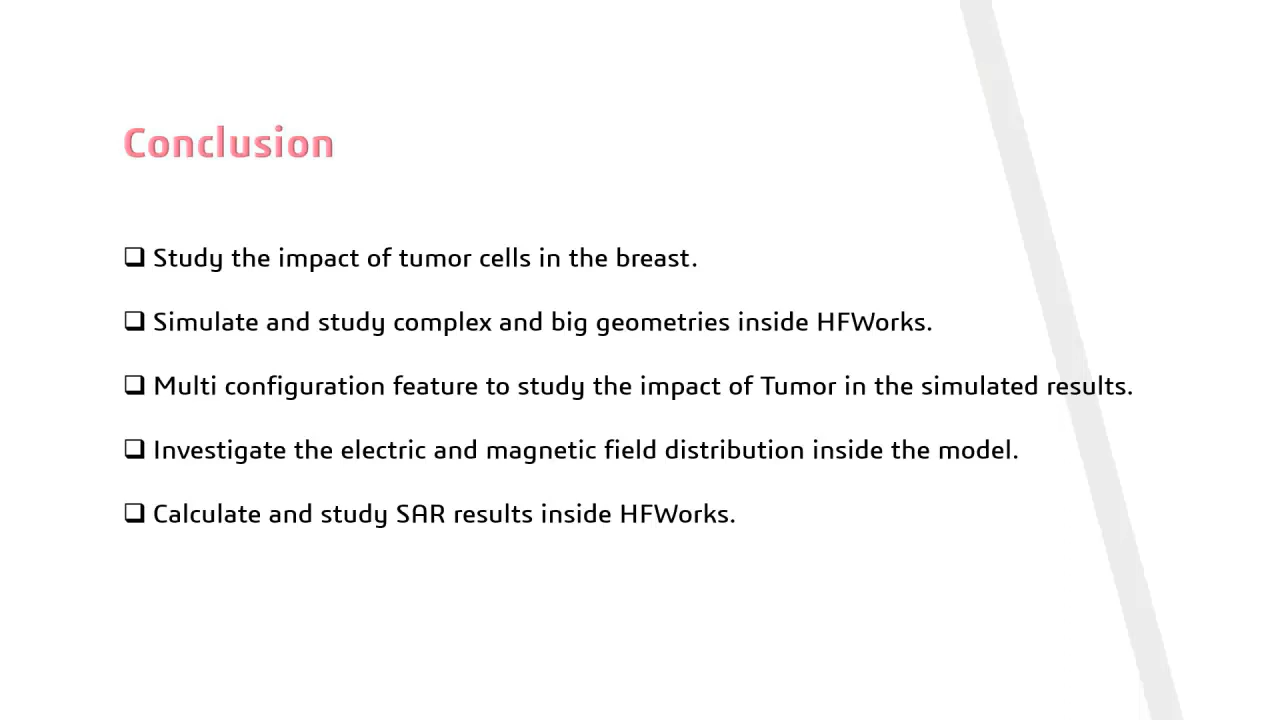 Conclusion
❑ Study the impact of tumor cells in the breast.
❑ Simulate and study complex and big geometries inside HFWorks.
❑ Multi configuration feature to study the impact of Tumor in the simulated results.
❑ Investigate the electric and magnetic field distribution inside the model.
❑ Calculate and study SAR results inside HFWorks.